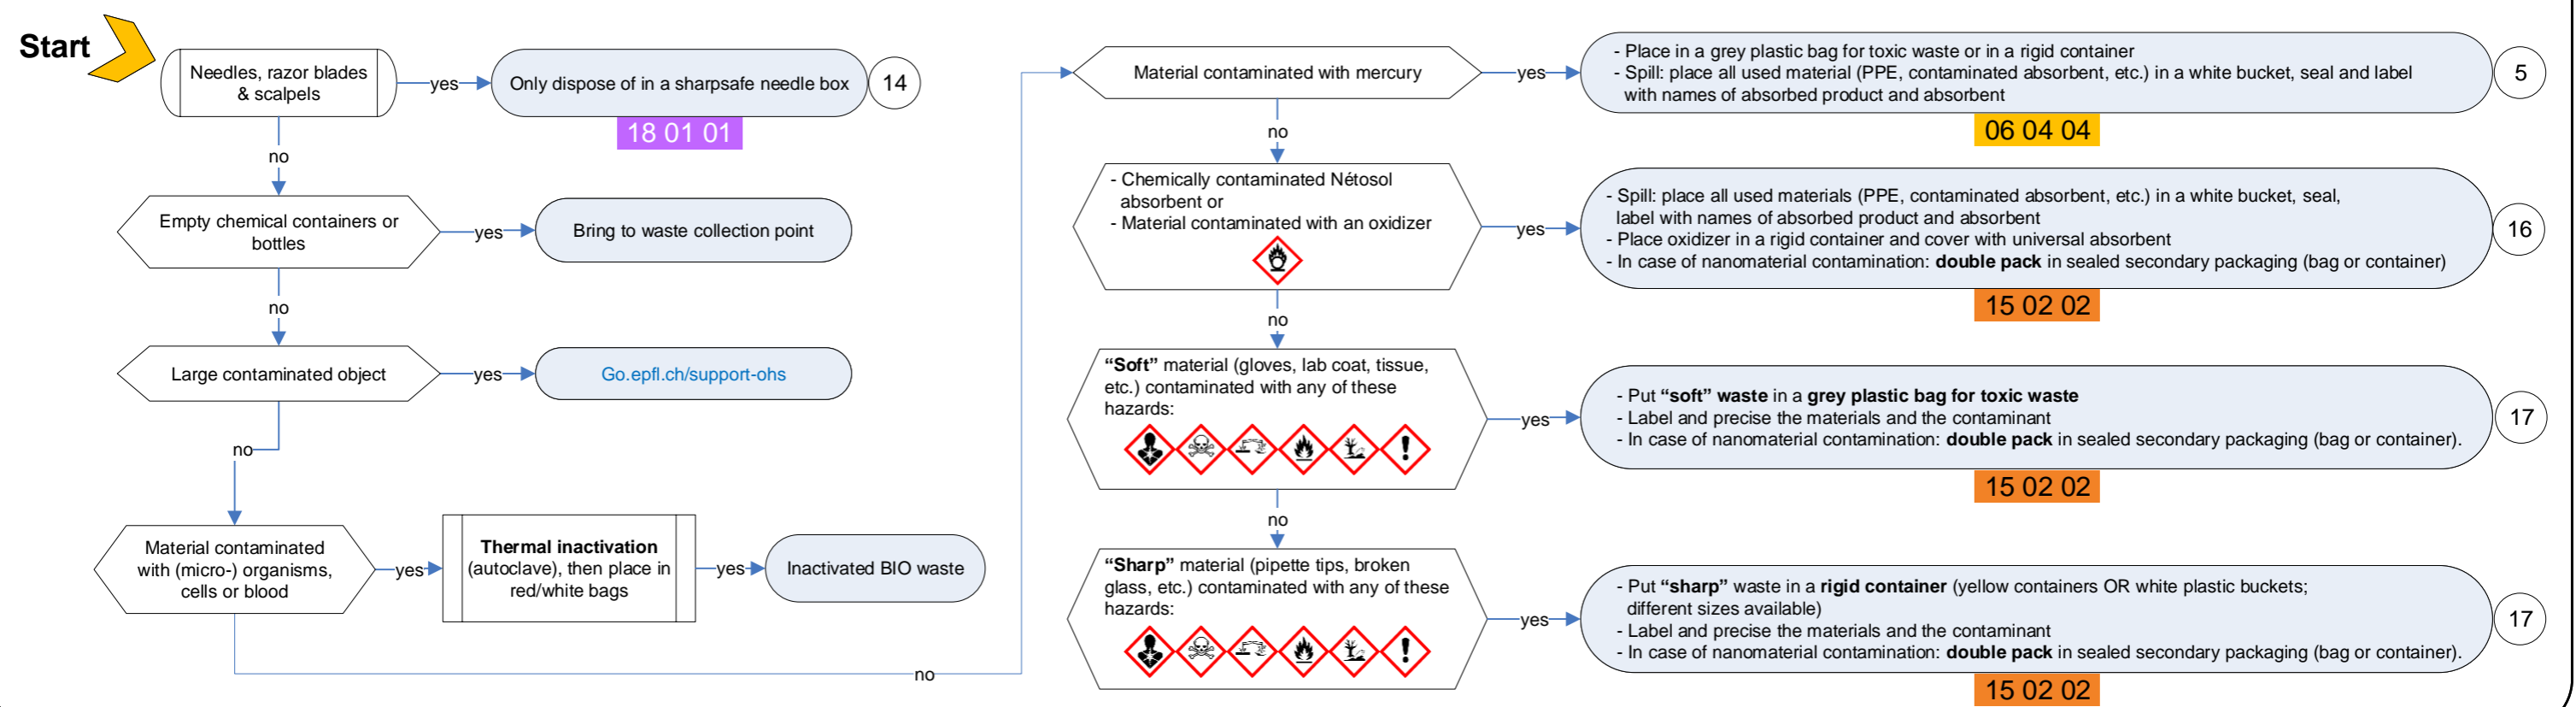 Start
Needles, razor blades
& scalpels
yes
Only dispose of in a sharpsafe needle box
14
18 01 01
no
Empty chemical containers or
bottles
yes
Bring to waste collection point
no
Large contaminated object
yes
Go.epfl.ch/support-ohs
no
Material contaminated
with (micro-) organisms,
cells or blood
yes
Thermal inactivation
(autoclave), then place in
red/white bags
yes
Inactivated BIO waste
no
Material contaminated with mercury
yes
- Place in a grey plastic bag for toxic waste or in a rigid container
- Spill: place all used material (PPE, contaminated absorbent, etc.) in a white bucket, seal and label
with names of absorbed product and absorbent
5
06 04 04
no
- Chemically contaminated Nétosol
absorbent or
- Material contaminated with an oxidizer
yes
- Spill: place all used materials (PPE, contaminated absorbent, etc.) in a white bucket, seal,
label with names of absorbed product and absorbent
- Place oxidizer in a rigid container and cover with universal absorbent
- In case of nanomaterial contamination: double pack in sealed secondary packaging (bag or container)
16
15 02 02
no
“Soft” material (gloves, lab coat, tissue,
etc.) contaminated with any of these
hazards:
yes
- Put “soft” waste in a grey plastic bag for toxic waste
- Label and precise the materials and the contaminant
- In case of nanomaterial contamination: double pack in sealed secondary packaging (bag or container).
17
15 02 02
no
“Sharp” material (pipette tips, broken
glass, etc.) contaminated with any of these
hazards:
yes
- Put “sharp” waste in a rigid container (yellow containers OR white plastic buckets;
different sizes available)
- Label and precise the materials and the contaminant
- In case of nanomaterial contamination: double pack in sealed secondary packaging (bag or container).
17
15 02 02